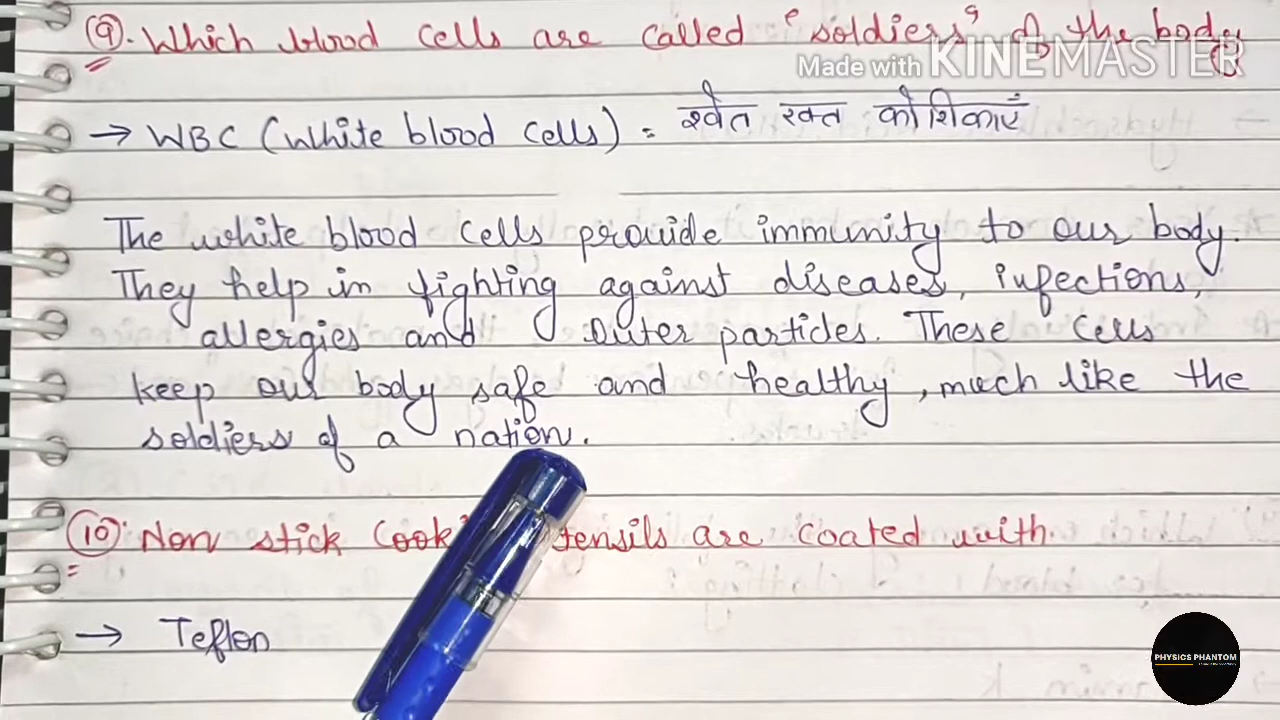 (9). Which blood cells are called "soldiers" of the body
Made with KINEMASTER
→ WBC (White blood cells) = श्वेत रक्त कोशिकाएँ
The white blood cells provide immunity to our body.
They help in fighting against diseases, infections,
allergies and outer particles. These cells
keep our body safe and healthy, much like the
soldiers of a nation.
(10). Non stick Cook tensils are coated with
→ Teflon
PHYSICS PHANTOM